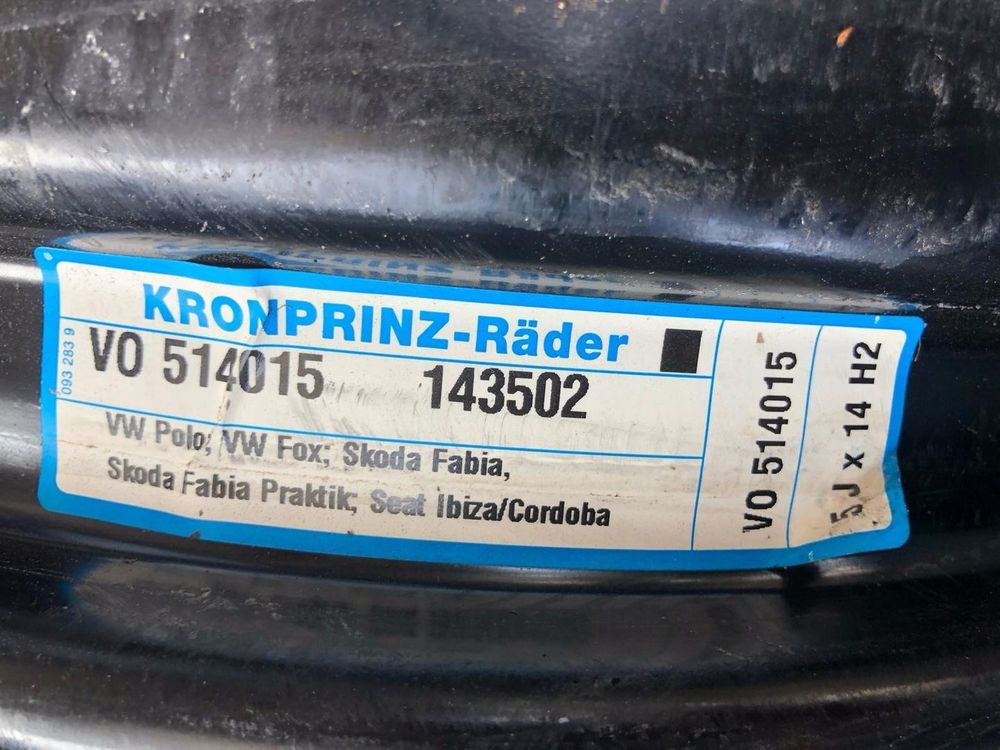 KRONPRINZ-Räder
093 283 9
VO 514015 143502
VW Polo; VW Fox; Skoda Fabia,
Skoda Fabia Praktik; Seat Ibiza/Cordoba
VO 514015
5 J x 14 H2